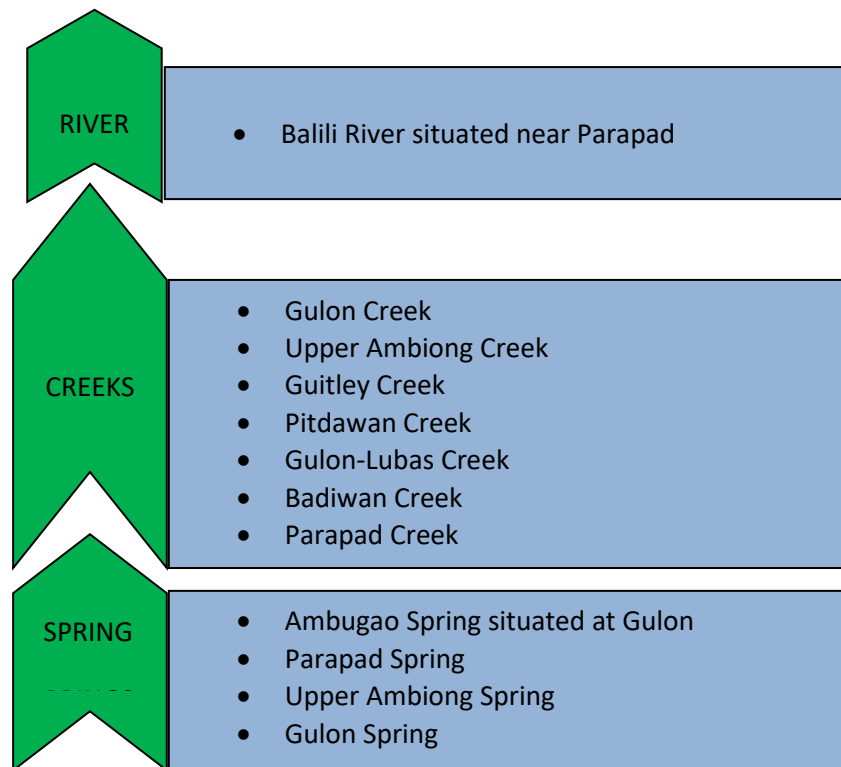 RIVER
• Balili River situated near Parapad
CREEKS
• Gulon Creek
• Upper Ambiong Creek
• Guitley Creek
• Pitdawan Creek
• Gulon-Lubas Creek
• Badiwan Creek
• Parapad Creek
SPRING
• Ambugao Spring situated at Gulon
• Parapad Spring
• Upper Ambiong Spring
• Gulon Spring